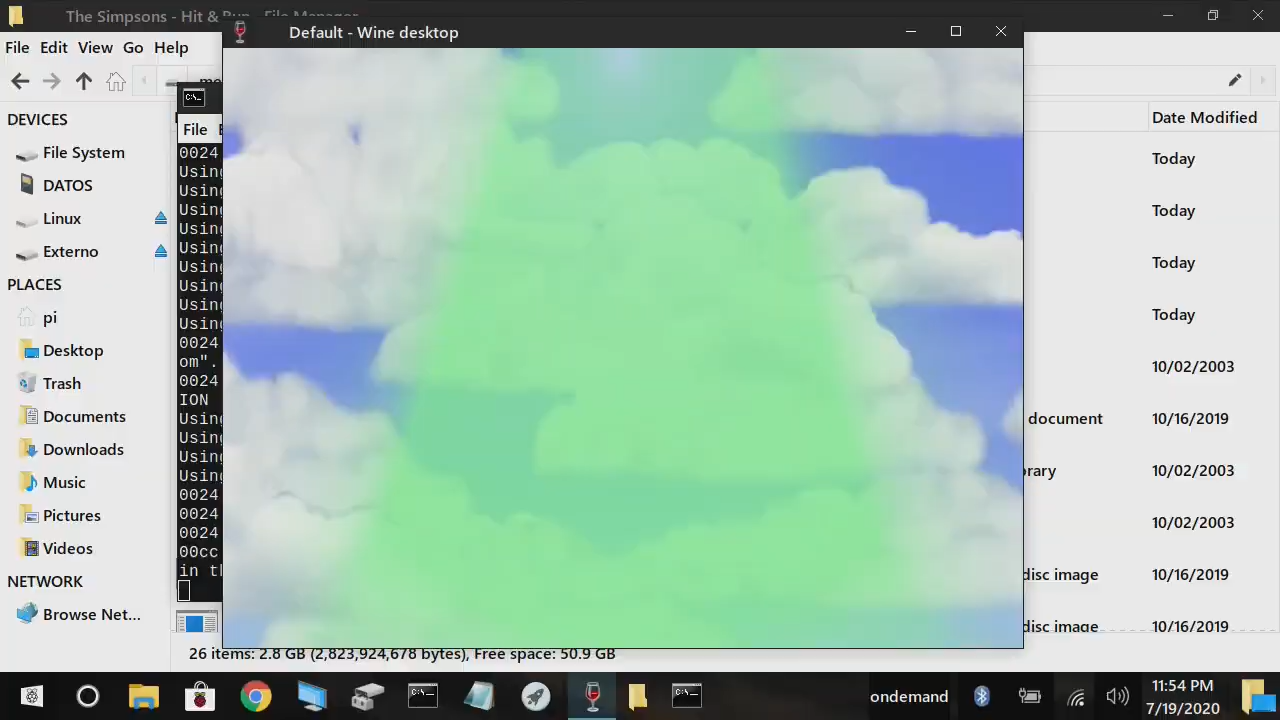 The Simpsons - Hit & Run - File Manager
Default - Wine desktop
File Edit View Go Help
DEVICES
File System
DATOS
Linux
Externo
PLACES
pi
Desktop
Trash
Documents
Downloads
Music
Pictures
Videos
NETWORK
Browse Net...
File
0024
Using
Using
Using
Using
Using
Using
Using
Using
Using
0024
om".
0024
ION
Using
Using
Using
Using
0024
0024
0024
00cc
in th
Date Modified
Today
Today
Today
Today
10/02/2003
document 10/16/2019
10/02/2003
10/02/2003
disc image 10/16/2019
disc image 10/16/2019
26 items: 2.8 GB (2,823,924,678 bytes), Free space: 50.9 GB
ondemand
11:54 PM
7/19/2020